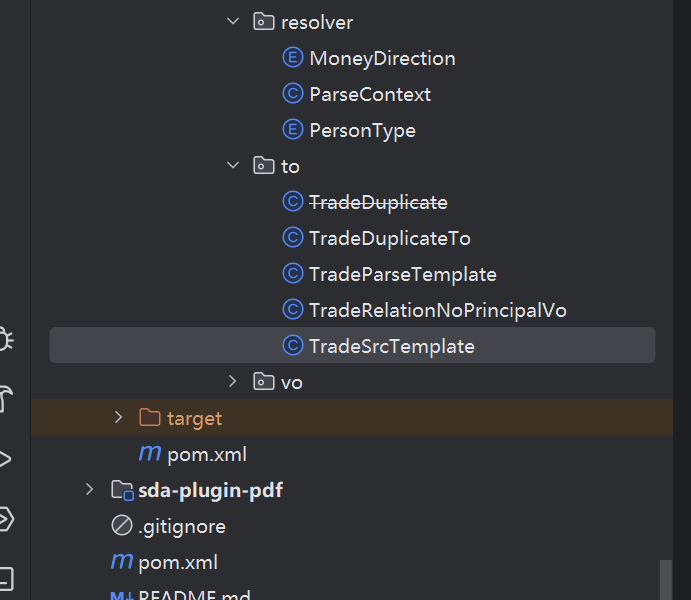 resolver
E MoneyDirection
C ParseContext
E PersonType
to
C TradeDuplicate
C TradeDuplicateTo
C TradeParseTemplate
C TradeRelationNoPrincipalVo
C TradeSrcTemplate
vo
target
m pom.xml
sda-plugin-pdf
.gitignore
m pom.xml
M↓ README.md